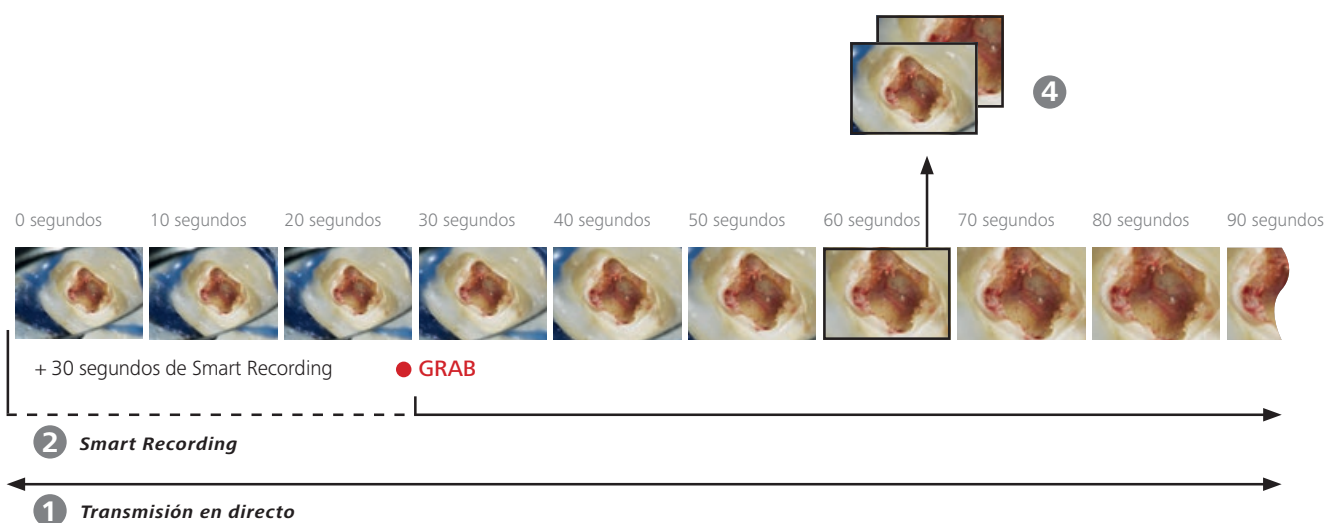 4
0 segundos 10 segundos 20 segundos 30 segundos 40 segundos 50 segundos 60 segundos 70 segundos 80 segundos 90 segundos
+ 30 segundos de Smart Recording GRAB
2 Smart Recording
1 Transmisión en directo